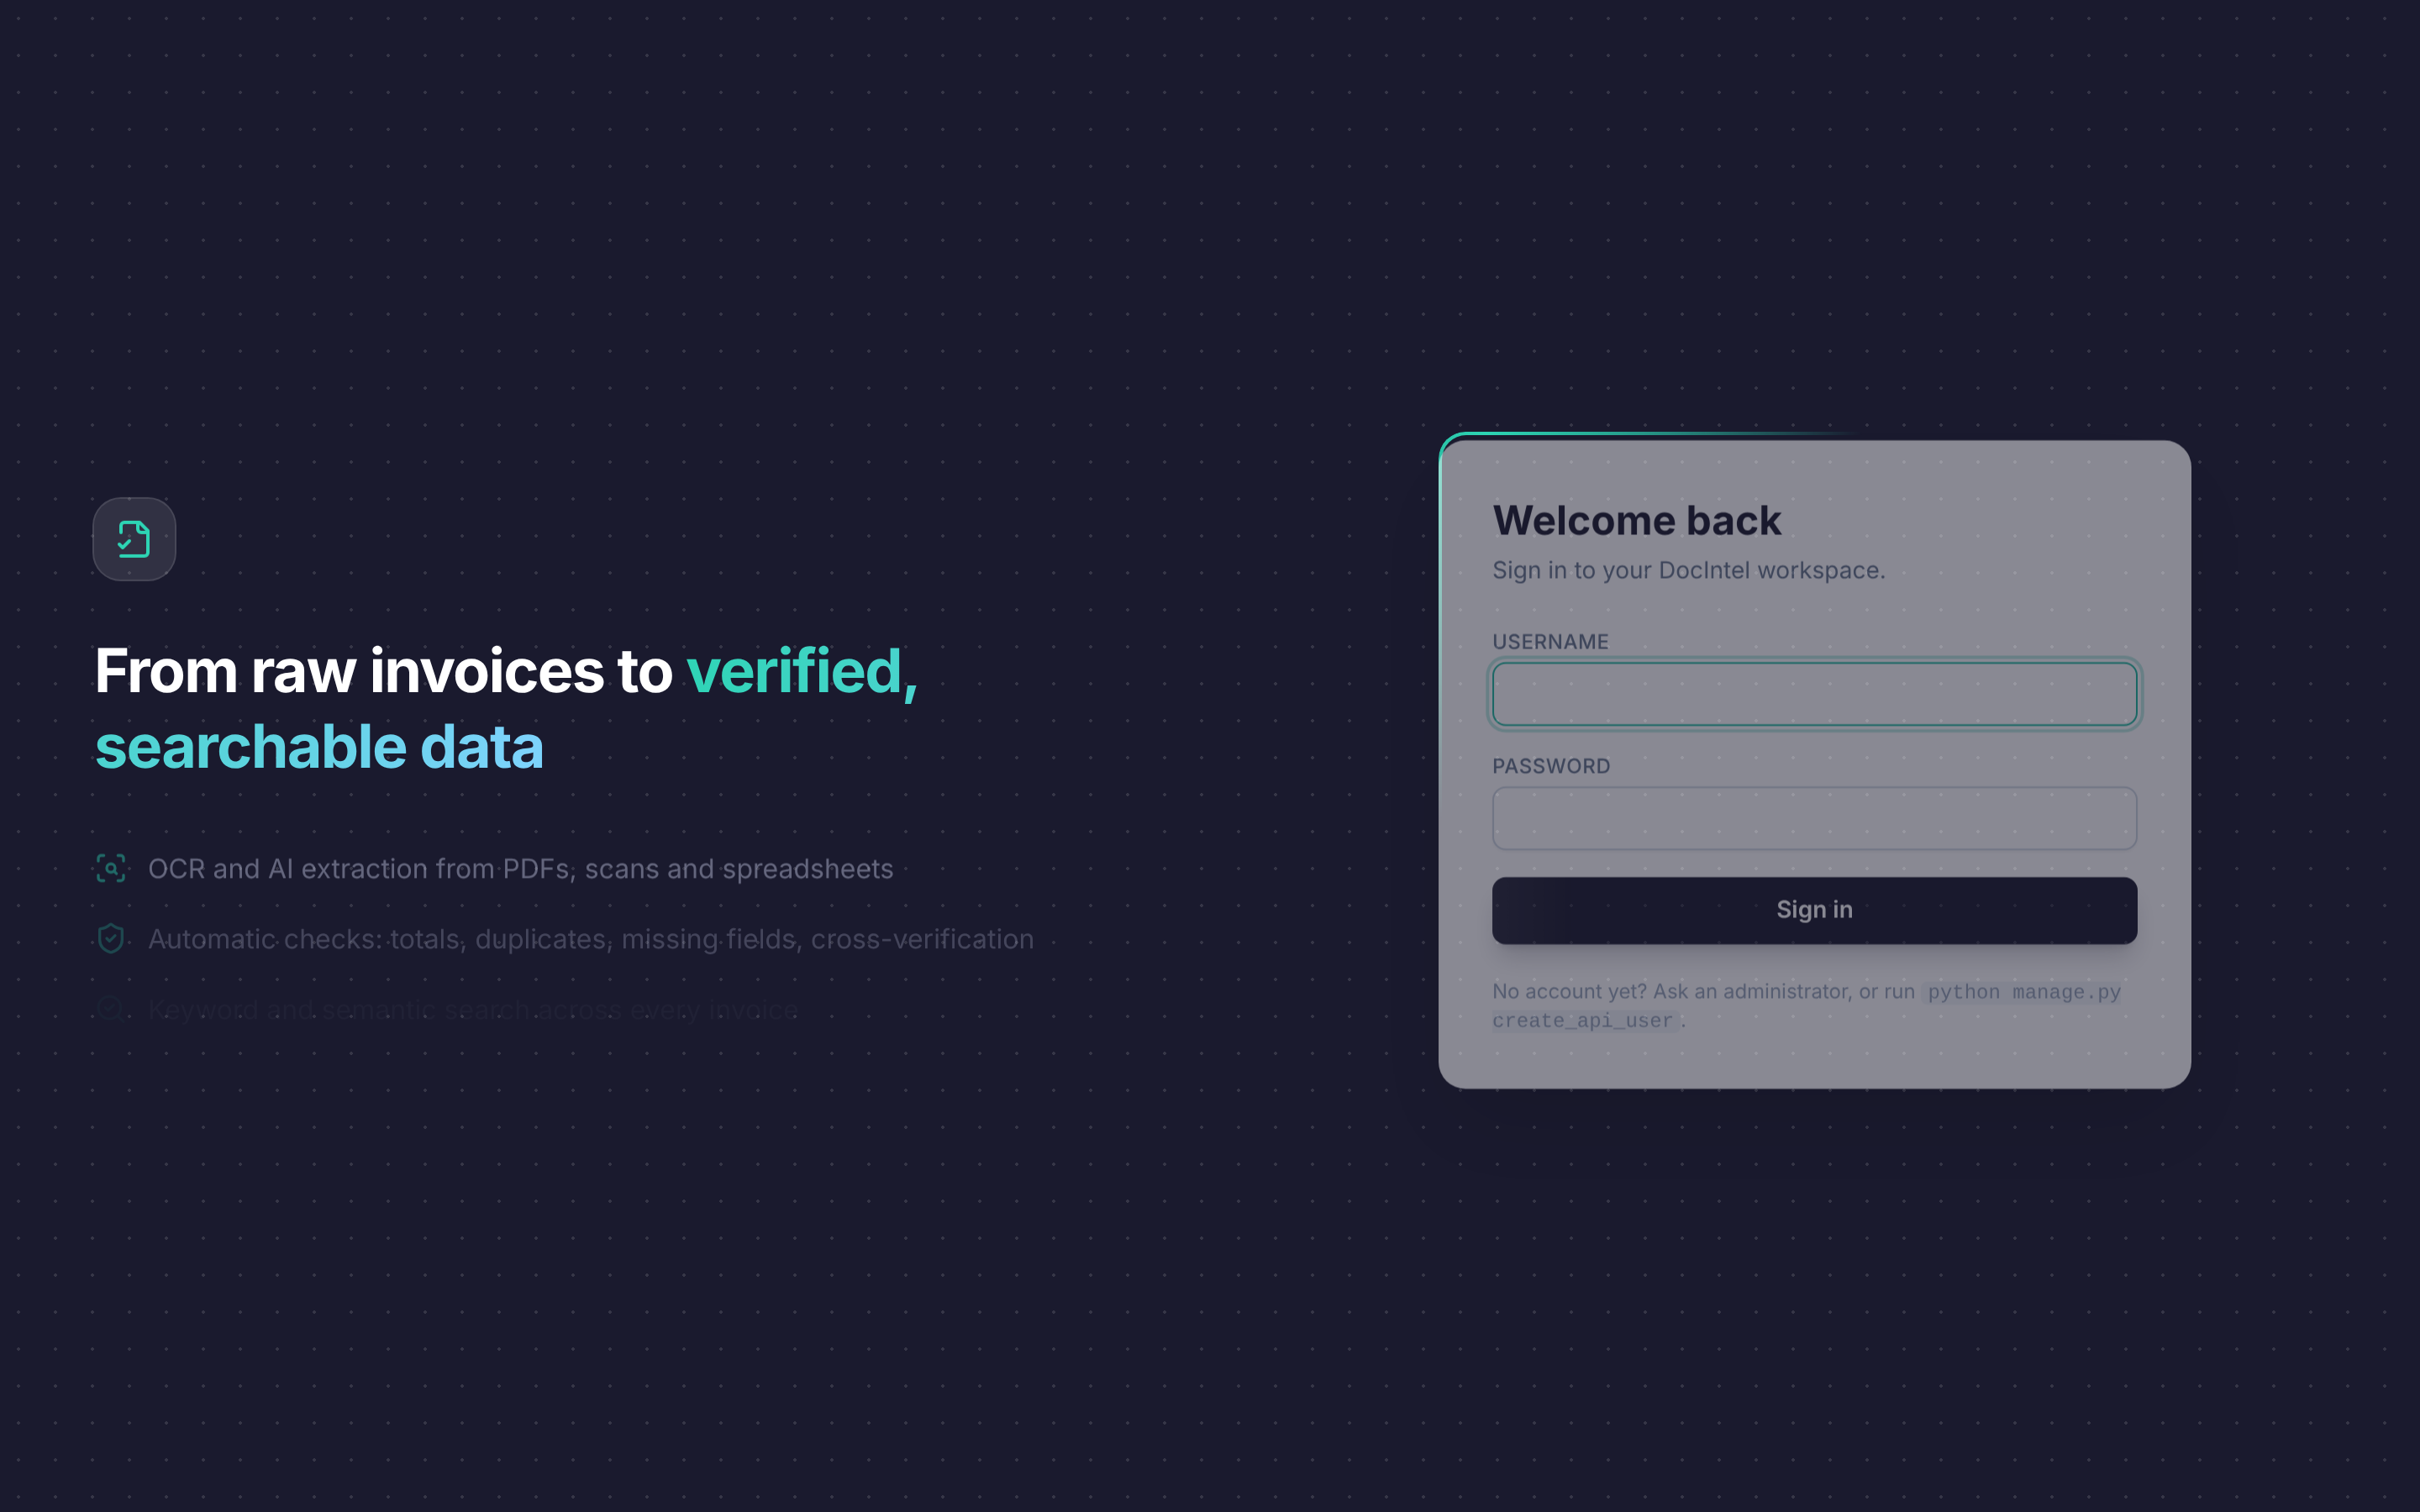 From raw invoices to verified,
searchable data
OCR and AI extraction from PDFs, scans and spreadsheets
Automatic checks: totals, duplicates, missing fields, cross-verification
Keyword and semantic search across every invoice
Welcome back
Sign in to your DocIntel workspace.
USERNAME
PASSWORD
Sign in
No account yet? Ask an administrator, or run python manage.py
create_api_user.